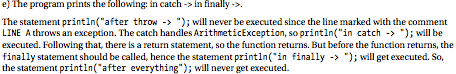 e) The program prints the following: in catch -> in finally ->.
The statement println("after throw -> "); will never be executed since the line marked with the comment
LINE A throws an exception. The catch handles ArithmeticException, so println("in catch -> "); will be
executed. Following that, there is a return statement, so the function returns. But before the function returns, the
finally statement should be called, hence the statement println("in finally -> "); will get executed. So,
the statement println("after everything"); will never get executed.